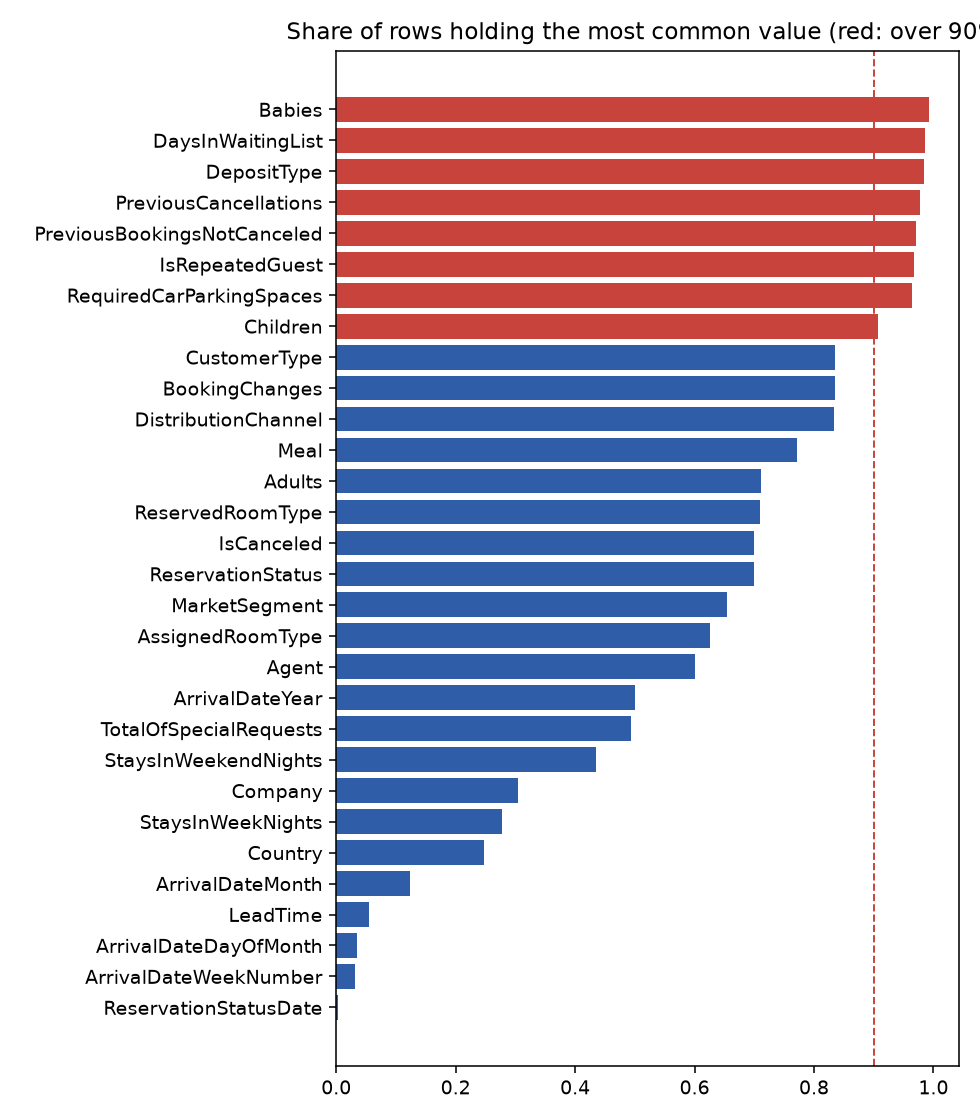 Share of rows holding the most common value (red: over 90
Babies
DaysInWaitingList
DepositType
PreviousCancellations
PreviousBookingsNotCanceled
IsRepeatedGuest
RequiredCarParkingSpaces
Children
CustomerType
BookingChanges
DistributionChannel
Meal
Adults
ReservedRoomType
IsCanceled
ReservationStatus
MarketSegment
AssignedRoomType
Agent
ArrivalDateYear
TotalOfSpecialRequests
StaysInWeekendNights
Company
StaysInWeekNights
Country
ArrivalDateMonth
LeadTime
ArrivalDateDayOfMonth
ArrivalDateWeekNumber
ReservationStatusDate
0.0 0.2 0.4 0.6 0.8 1.0